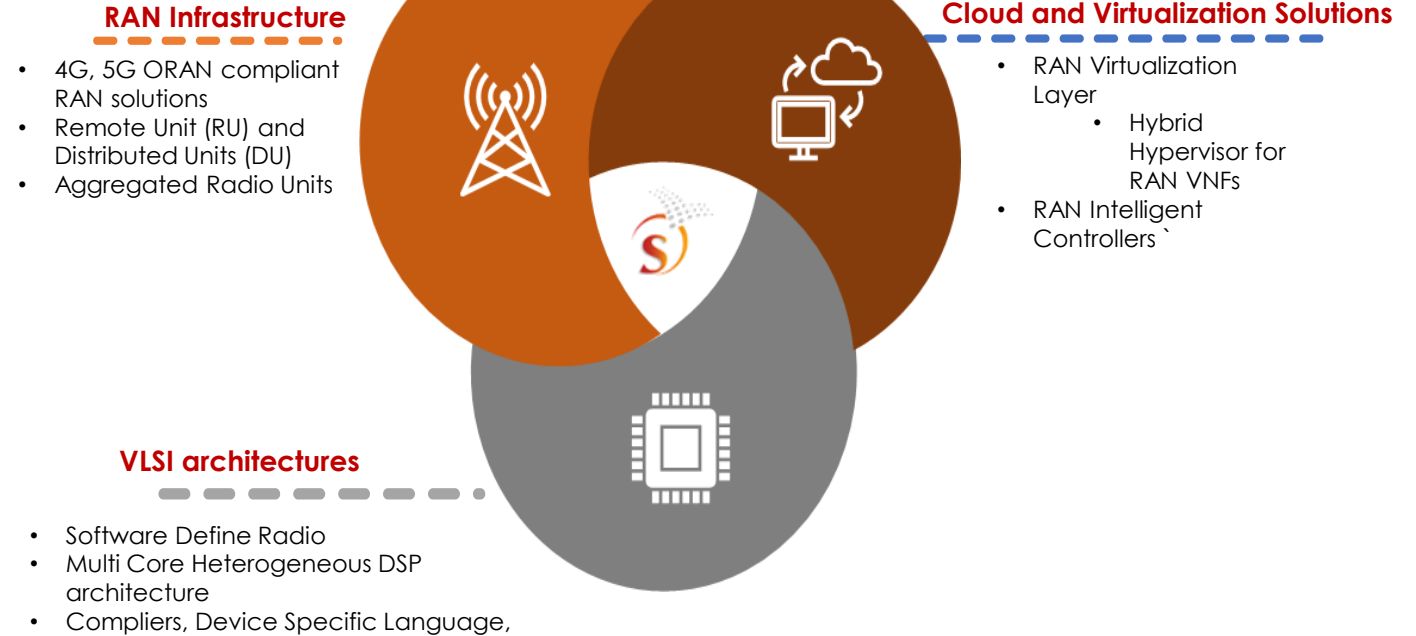 RAN Infrastructure
• 4G, 5G ORAN compliant
RAN solutions
• Remote Unit (RU) and
Distributed Units (DU)
• Aggregated Radio Units
Cloud and Virtualization Solutions
• RAN Virtualization
Layer
• Hybrid
Hypervisor for
RAN VNFs
• RAN Intelligent
Controllers `
S
VLSI architectures
• Software Define Radio
• Multi Core Heterogeneous DSP
architecture
• Compliers, Device Specific Language,